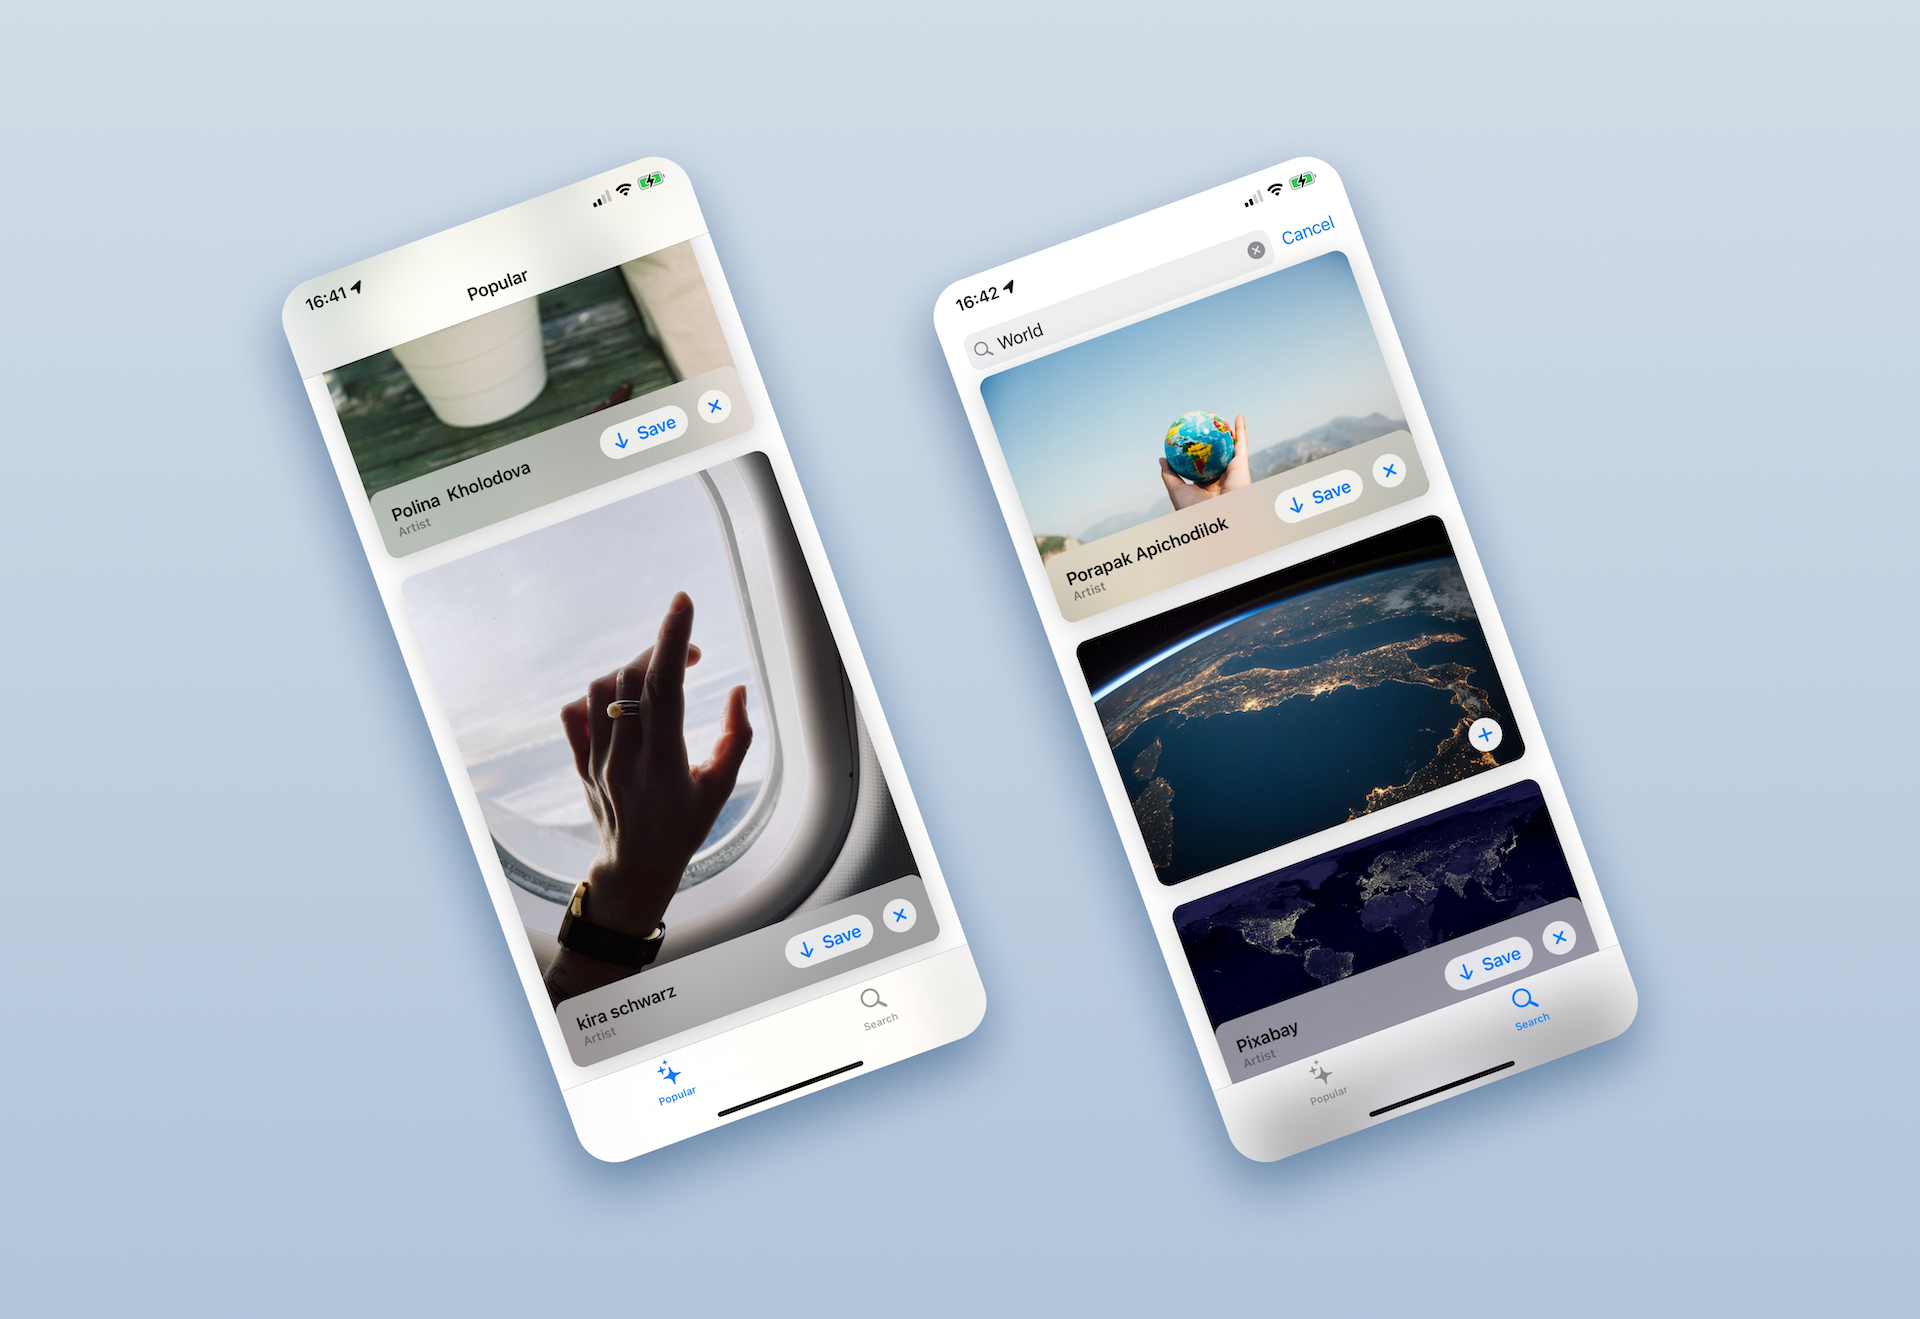 16:41
Popular
Save
Polina Kholodova
Artist
Save
kira schwarz
Artist
Popular
Search
16:42
World
Cancel
Save
Porapak Apichodilok
Artist
Save
Pixabay
Artist
Popular
Search